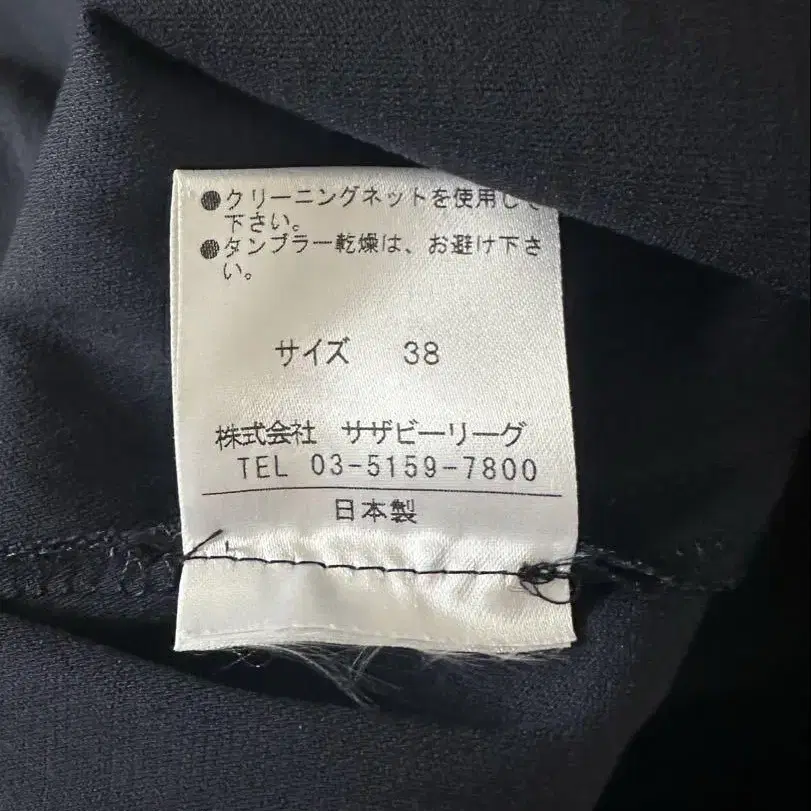 ●クリーニングネットを使用して
下さい。
●タンブラー乾燥は、お避け下さ
い。
サイズ 38
株式会社 サザビーリーグ
TEL 03-5159-7800
日本製